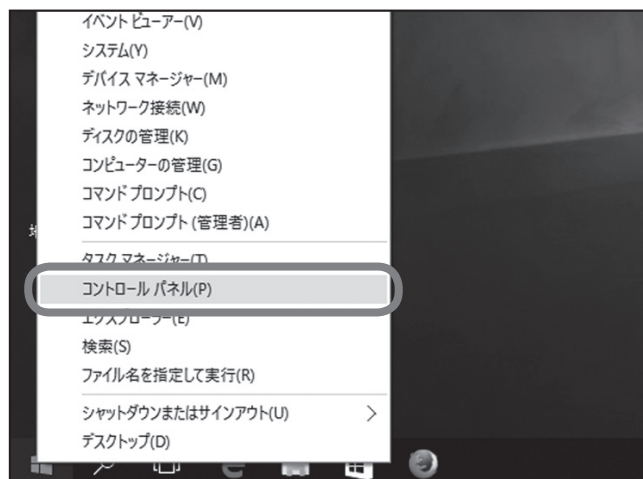 イベント ビューアー(V)
システム(Y)
デバイス マネージャー(M)
ネットワーク接続(W)
ディスクの管理(K)
コンピューターの管理(G)
コマンド プロンプト(C)
コマンド プロンプト (管理者)(A)
タスク マネージャー(T)
コントロール パネル(P)
エクスプローラー(E)
検索(S)
ファイル名を指定して実行(R)
シャットダウンまたはサインアウト(U)
デスクトップ(D)